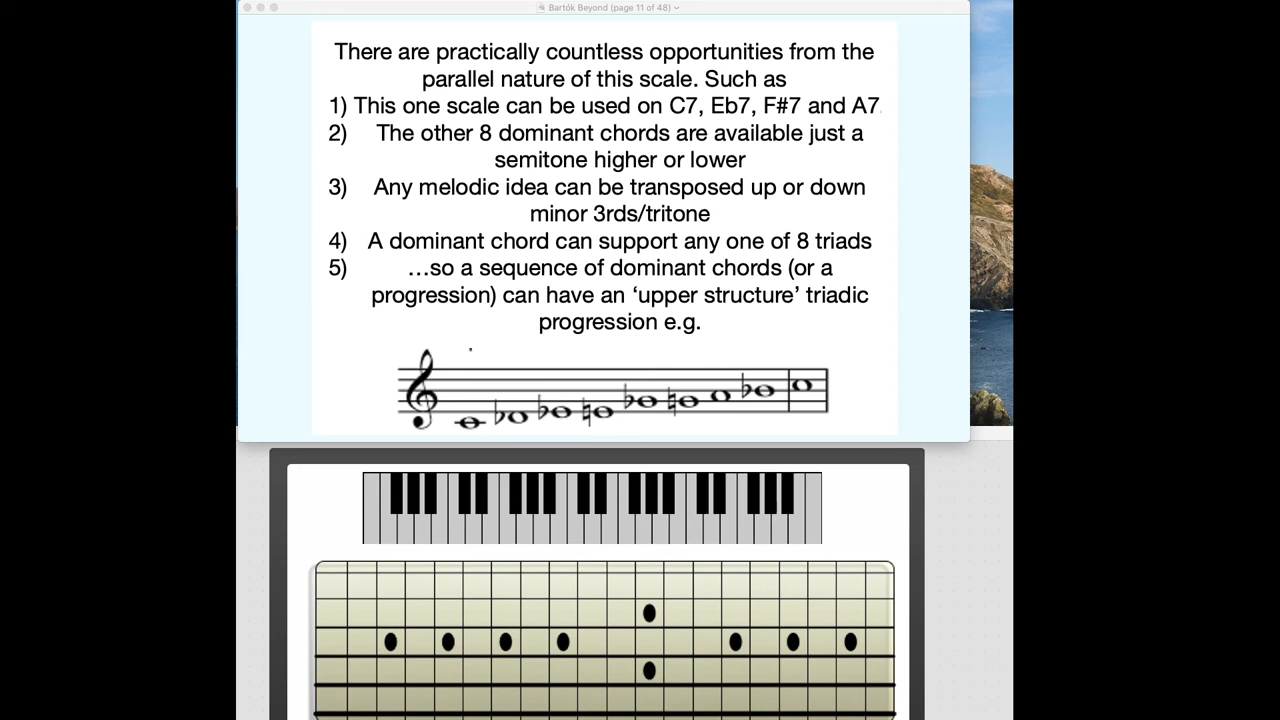 Bartók Beyond (page 11 of 48)
There are practically countless opportunities from the
parallel nature of this scale. Such as
1) This one scale can be used on C7, Eb7, F#7 and A7
2) The other 8 dominant chords are available just a
semitone higher or lower
3) Any melodic idea can be transposed up or down
minor 3rds/tritone
4) A dominant chord can support any one of 8 triads
5) …so a sequence of dominant chords (or a
progression) can have an ‘upper structure’ triadic
progression e.g.